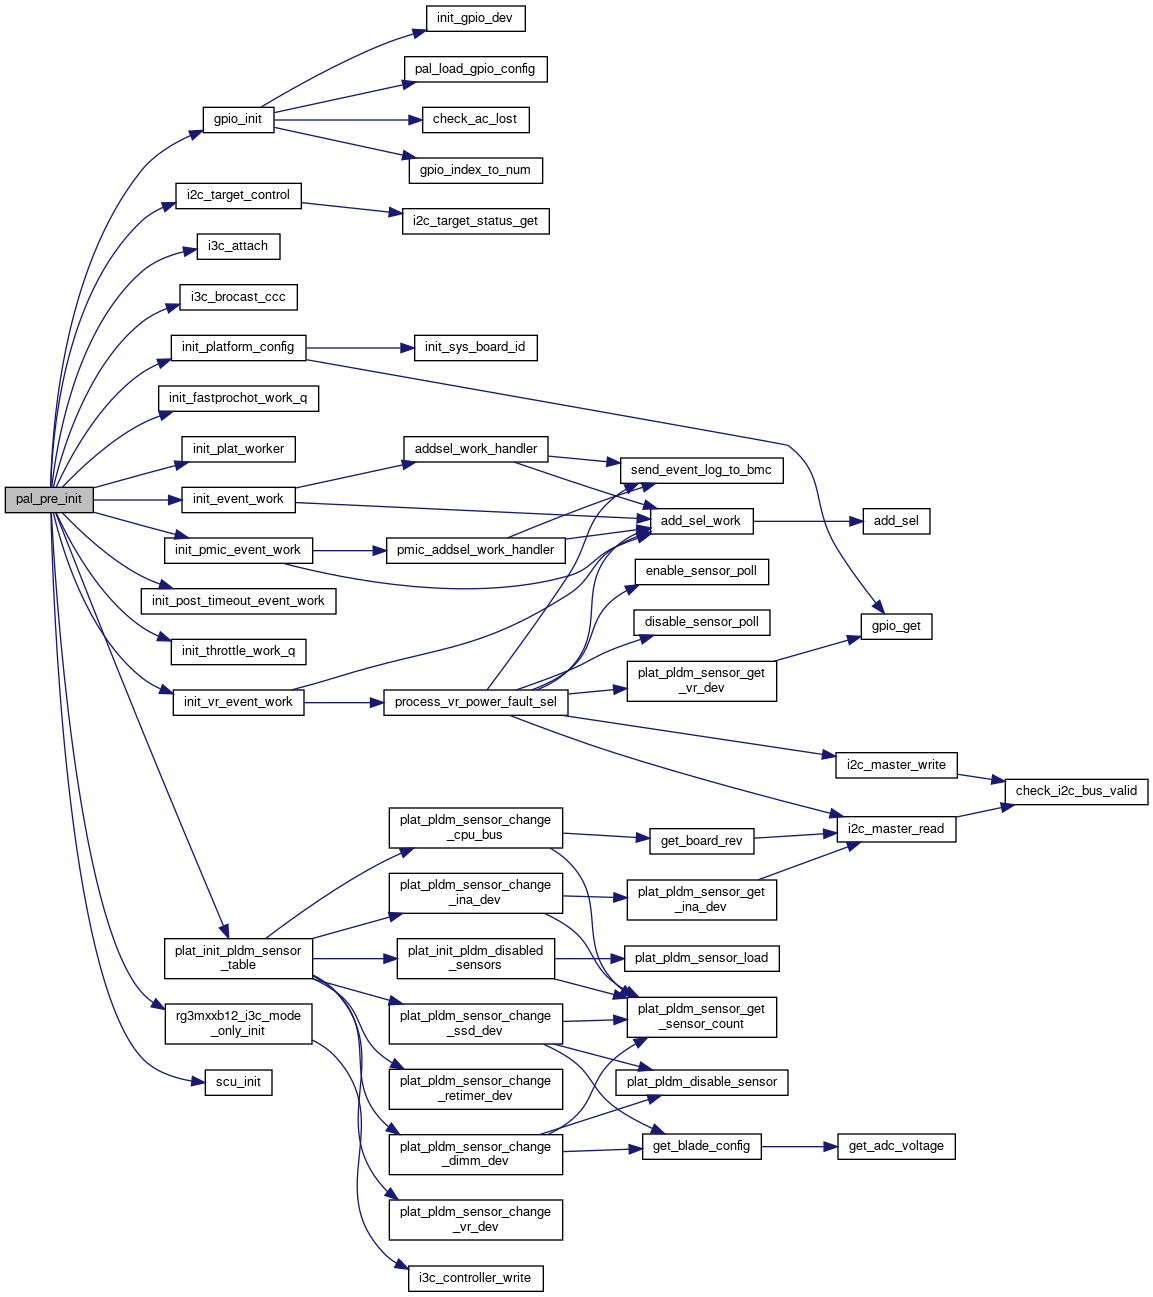 init_gpio_dev
pal_load_gpio_config
gpio_init
check_ac_lost
gpio_index_to_num
i2c_target_control
i2c_target_status_get
i3c_attach
i3c_brocast_ccc
init_platform_config
init_sys_board_id
init_fastprochot_work_q
init_plat_worker
addsel_work_handler
send_event_log_to_bmc
pal_pre_init
init_event_work
add_sel_work
add_sel
init_pmic_event_work
pmic_addsel_work_handler
enable_sensor_poll
init_post_timeout_event_work
disable_sensor_poll
gpio_get
init_throttle_work_q
plat_pldm_sensor_get
_vr_dev
init_vr_event_work
process_vr_power_fault_sel
i2c_master_write
check_i2c_bus_valid
plat_pldm_sensor_change
_cpu_bus
get_board_rev
i2c_master_read
plat_pldm_sensor_change
_ina_dev
plat_pldm_sensor_get
_ina_dev
plat_init_pldm_sensor
_table
plat_init_pldm_disabled
_sensors
plat_pldm_sensor_load
rg3mxxb12_i3c_mode
_only_init
plat_pldm_sensor_change
_ssd_dev
plat_pldm_sensor_get
_sensor_count
scu_init
plat_pldm_sensor_change
_retimer_dev
plat_pldm_disable_sensor
plat_pldm_sensor_change
_dimm_dev
get_blade_config
get_adc_voltage
plat_pldm_sensor_change
_vr_dev
i3c_controller_write